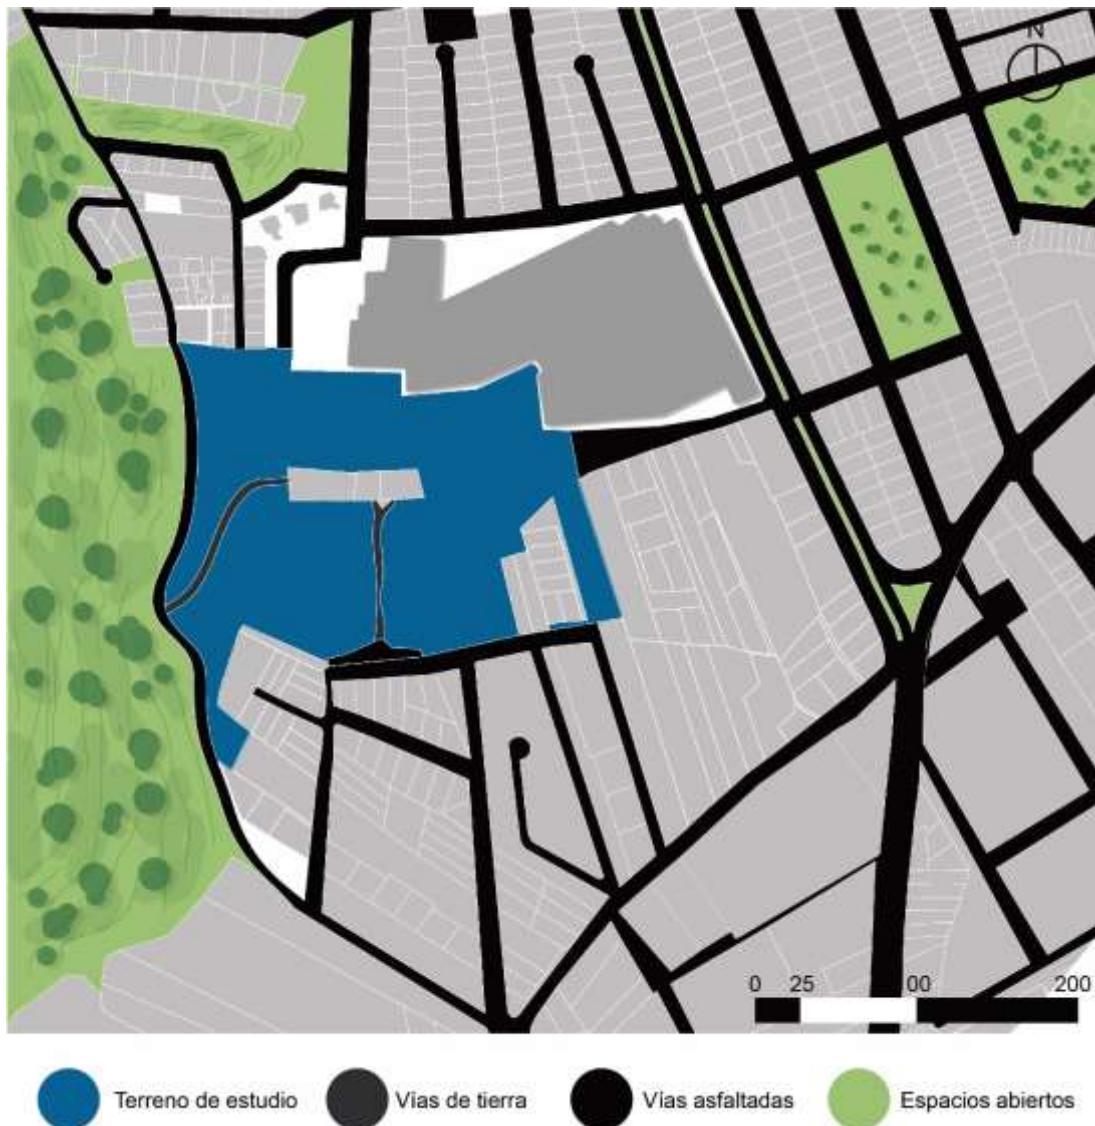 N
0 25 00 200
Terreno de estudio Vías de tierra Vías asfaltadas Espacios abiertos